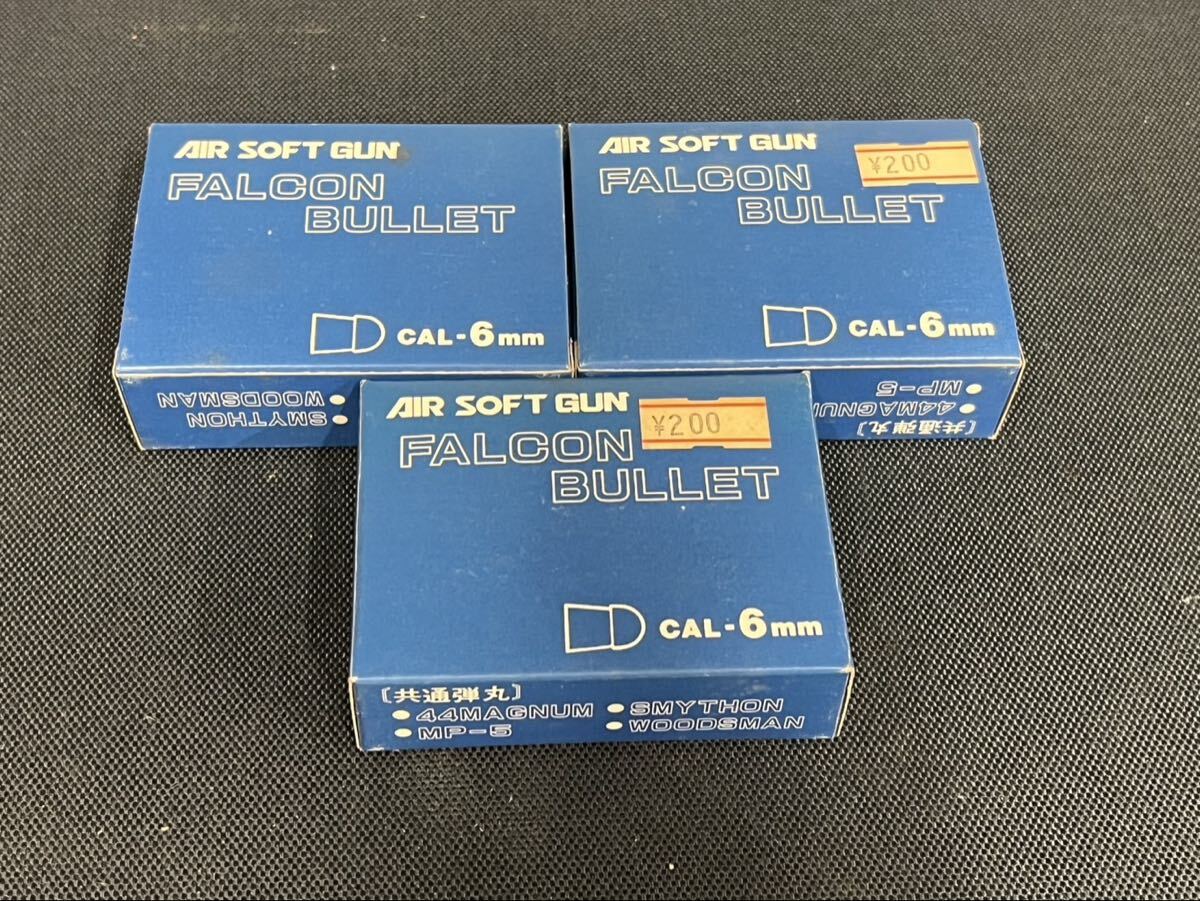 AIR SOFT GUN
FALCON
BULLET
CAL-6mm
SMYTHON
WOODSMAN
AIR SOFT GUN
¥200
FALCON
BULLET
CAL-6mm
〔共通弾丸〕
44MAGNUM
MP-5
AIR SOFT GUN
¥200
FALCON
BULLET
CAL-6mm
〔共通弾丸〕
●44MAGNUM ●SMYTHON
●MP-5 ●WOODSMAN